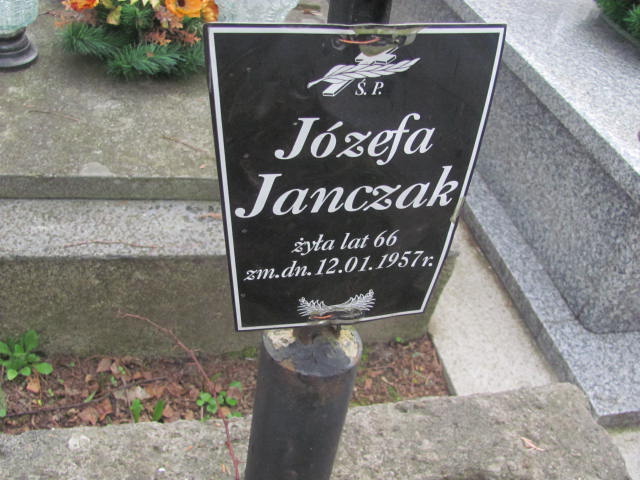 Ś. P.
Józefa
Janczak
żyła lat 66
zm.dn. 12.01.1957r.